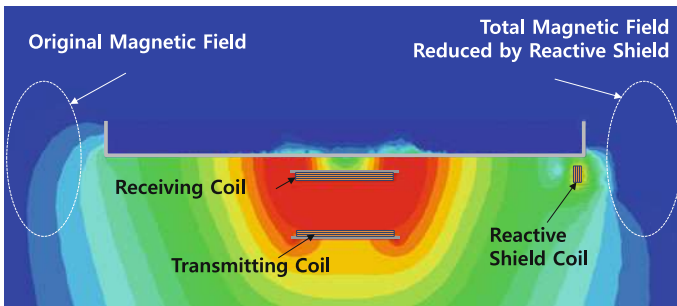 Original Magnetic Field
Total Magnetic Field
Reduced by Reactive Shield
Receiving Coil
Transmitting Coil
Reactive
Shield Coil